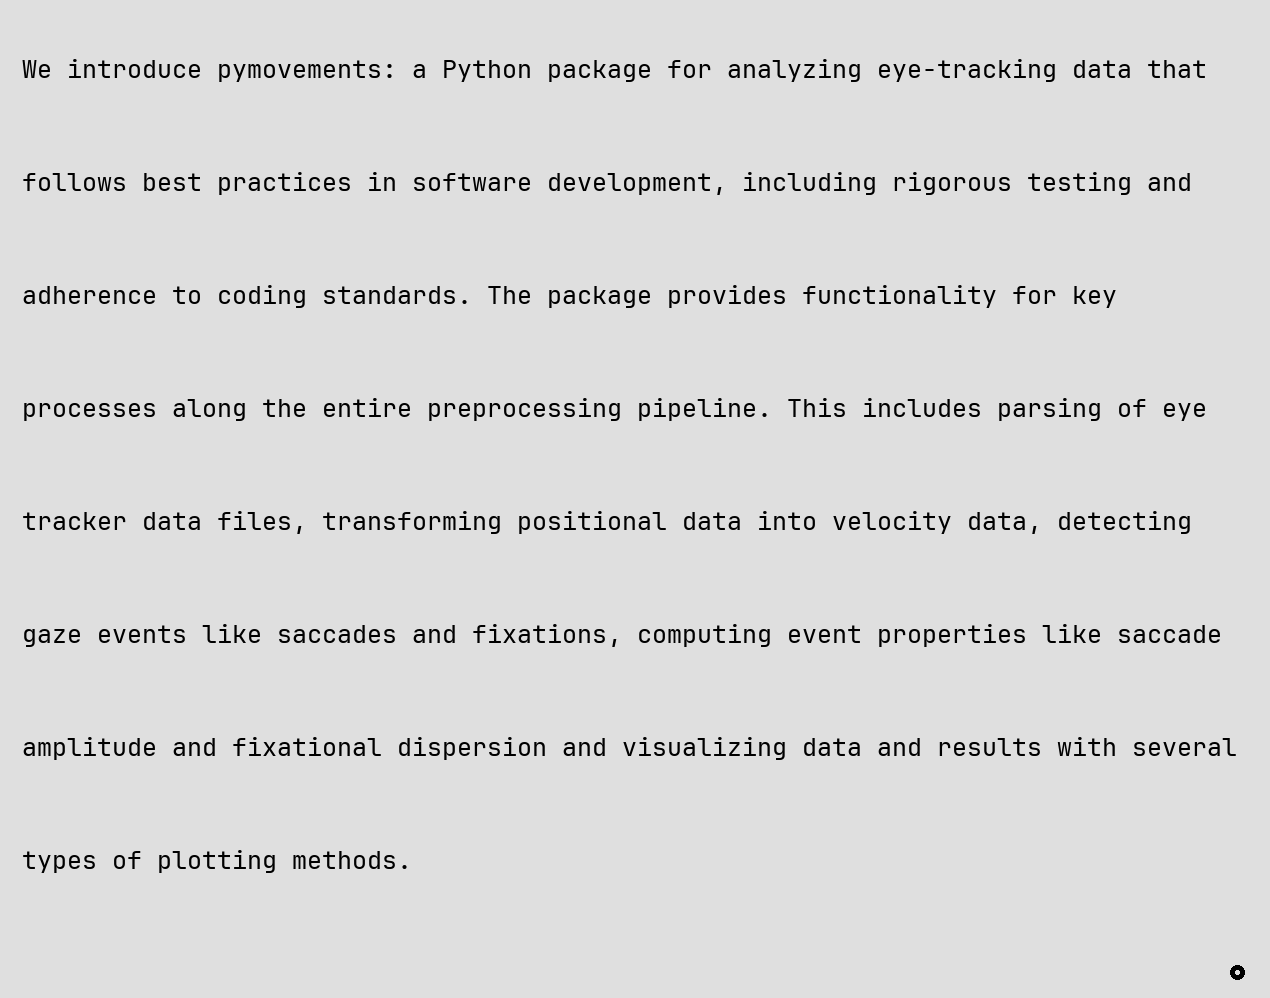 We introduce pymovements: a Python package for analyzing eye-tracking data that
follows best practices in software development, including rigorous testing and
adherence to coding standards. The package provides functionality for key
processes along the entire preprocessing pipeline. This includes parsing of eye
tracker data files, transforming positional data into velocity data, detecting
gaze events like saccades and fixations, computing event properties like saccade
amplitude and fixational dispersion and visualizing data and results with several
types of plotting methods.